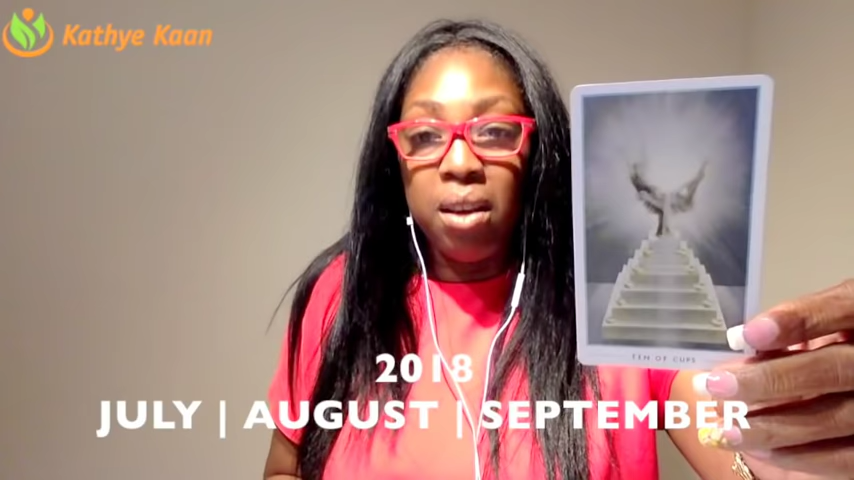 Kathye Kaan
TEN OF CUPS
2018
JULY | AUGUST | SEPTEMBER